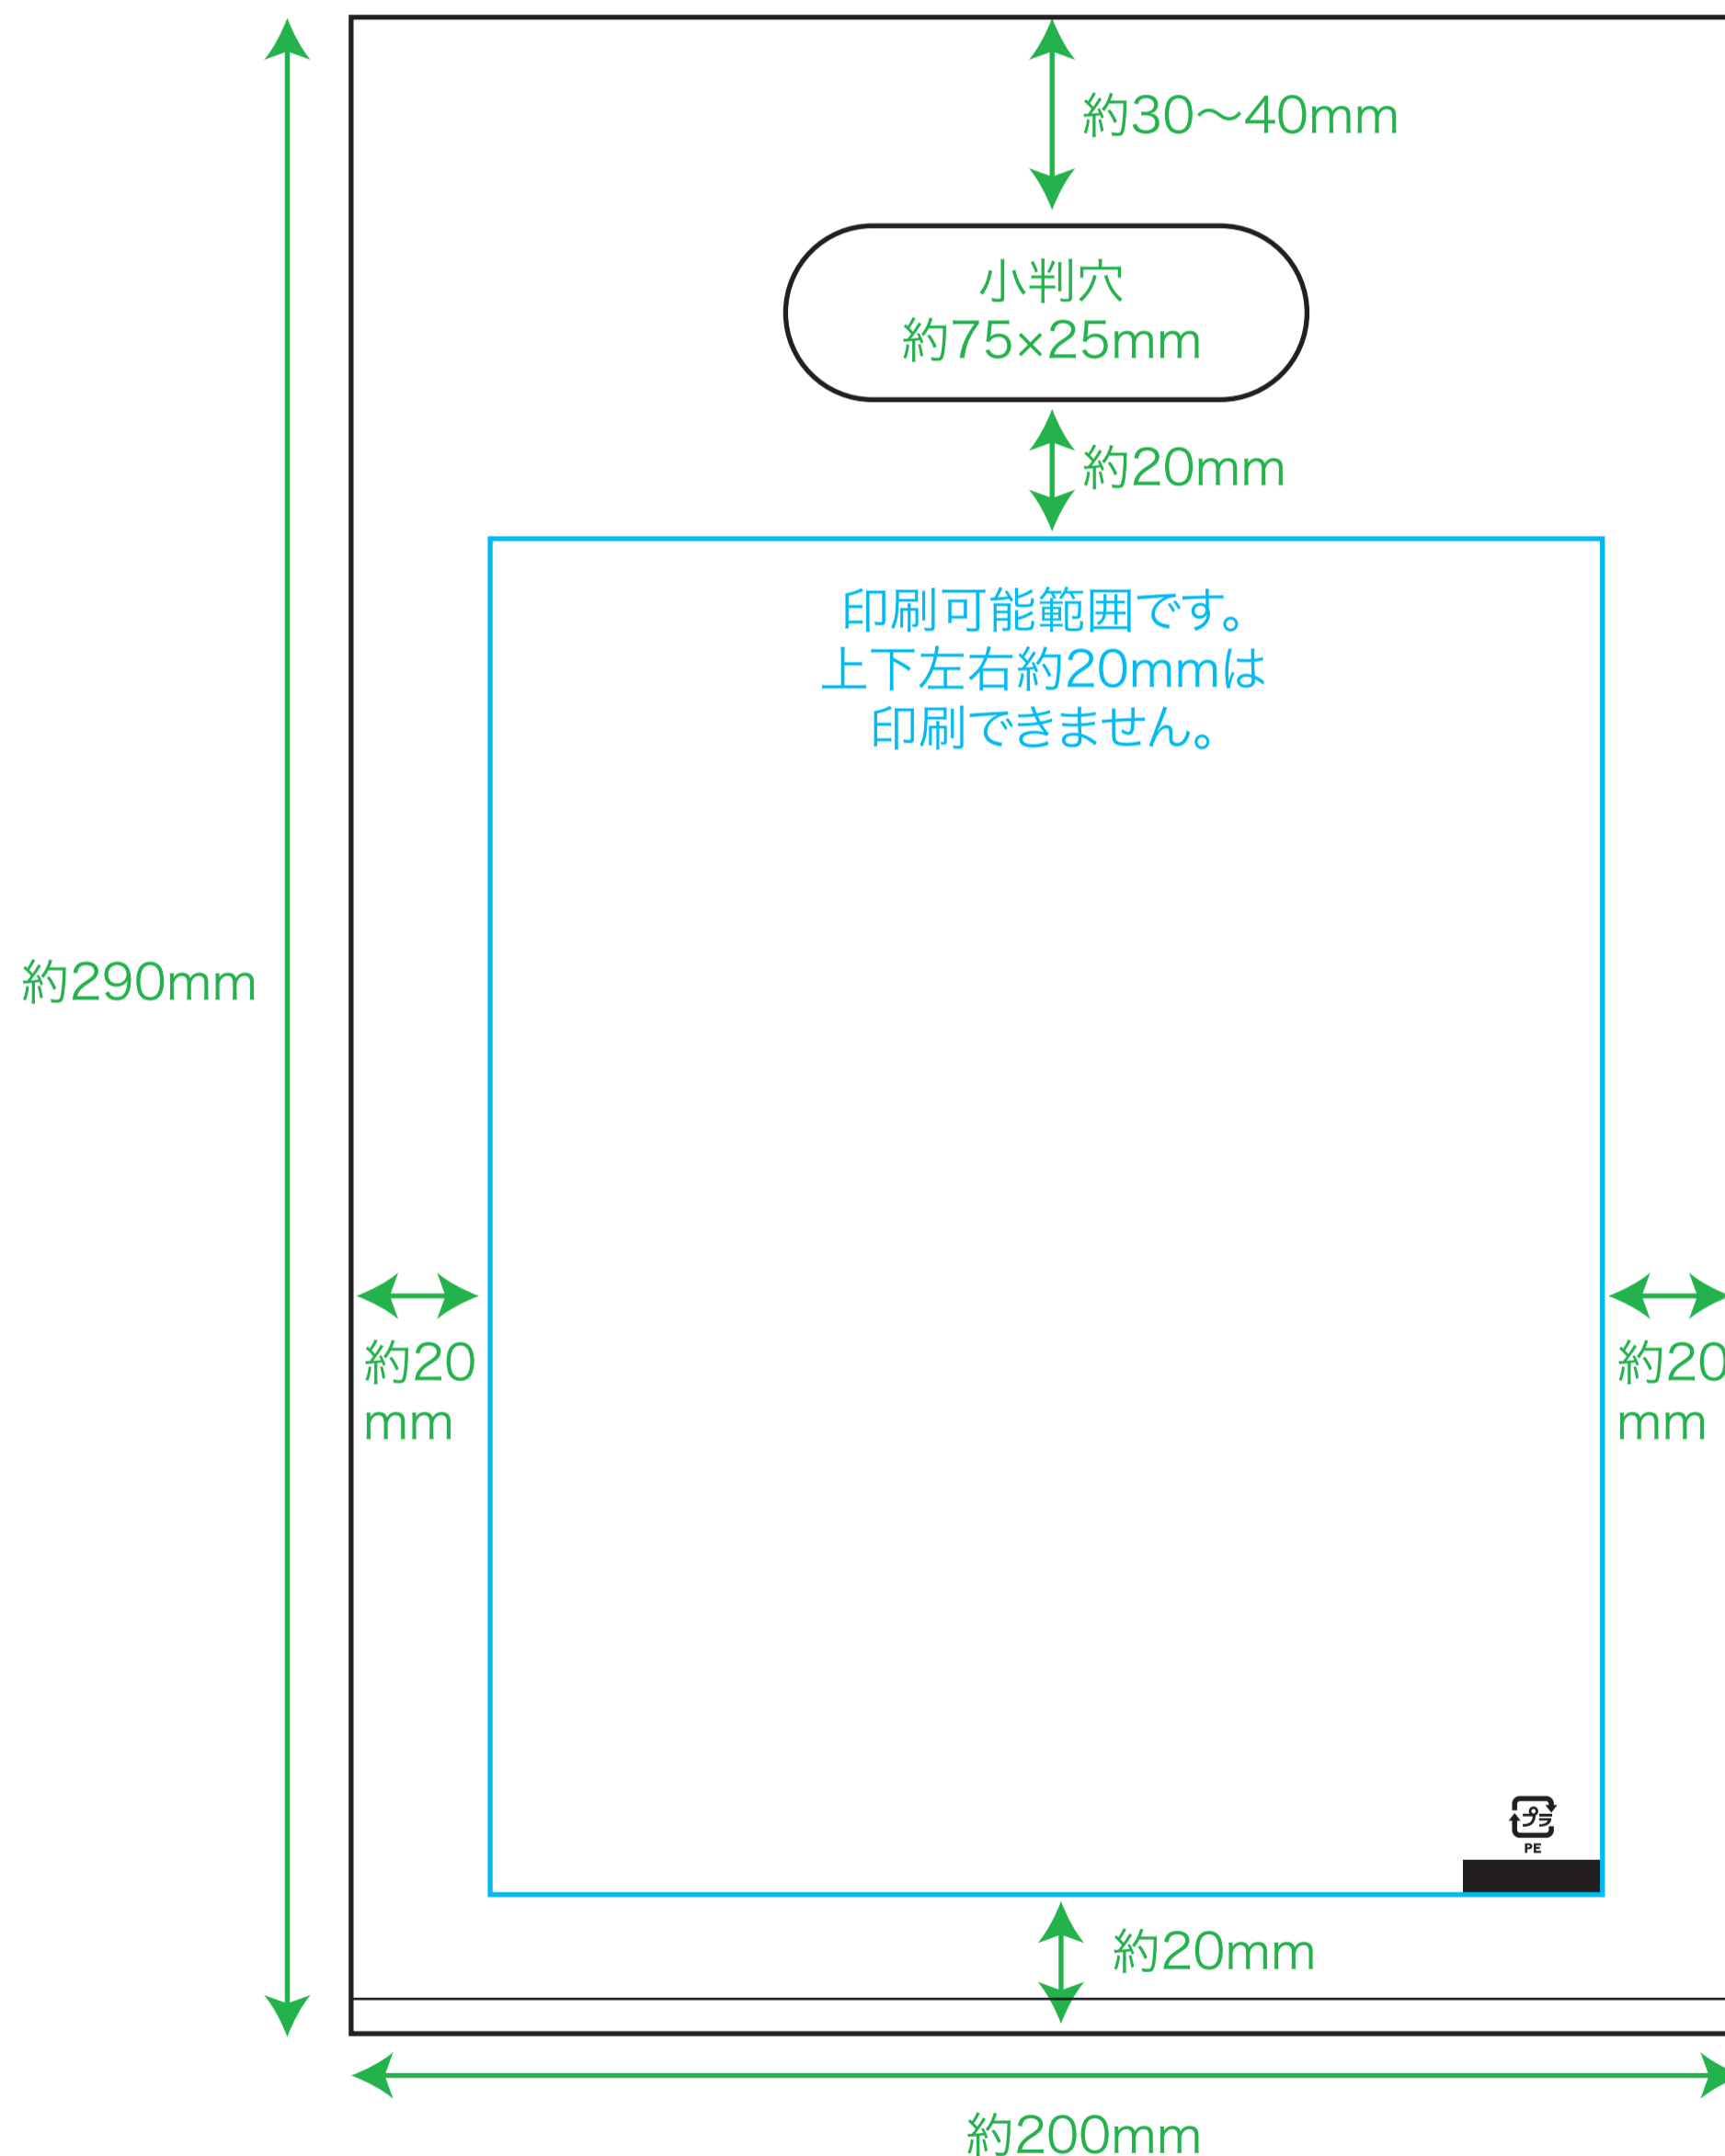 約30～40mm
小判穴
約75×25mm
約20mm
印刷可能範囲です。
上下左右約20mmは
印刷できません。
約290mm
約20
mm
約20
mm
プラ
PE
約20mm
約200mm